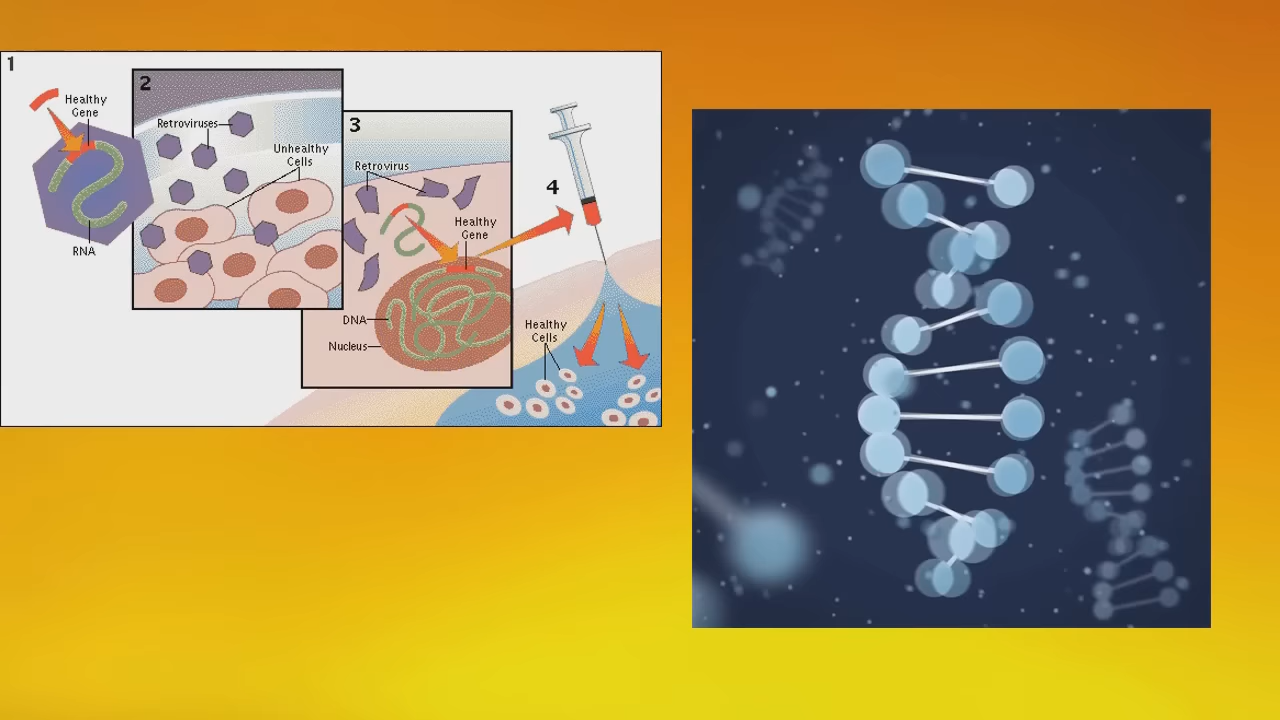 1
Healthy
Gene
RNA
2
Retroviruses
Unhealthy
Cells
3
Retrovirus
Healthy
Gene
DNA
Nucleus
4
Healthy
Cells